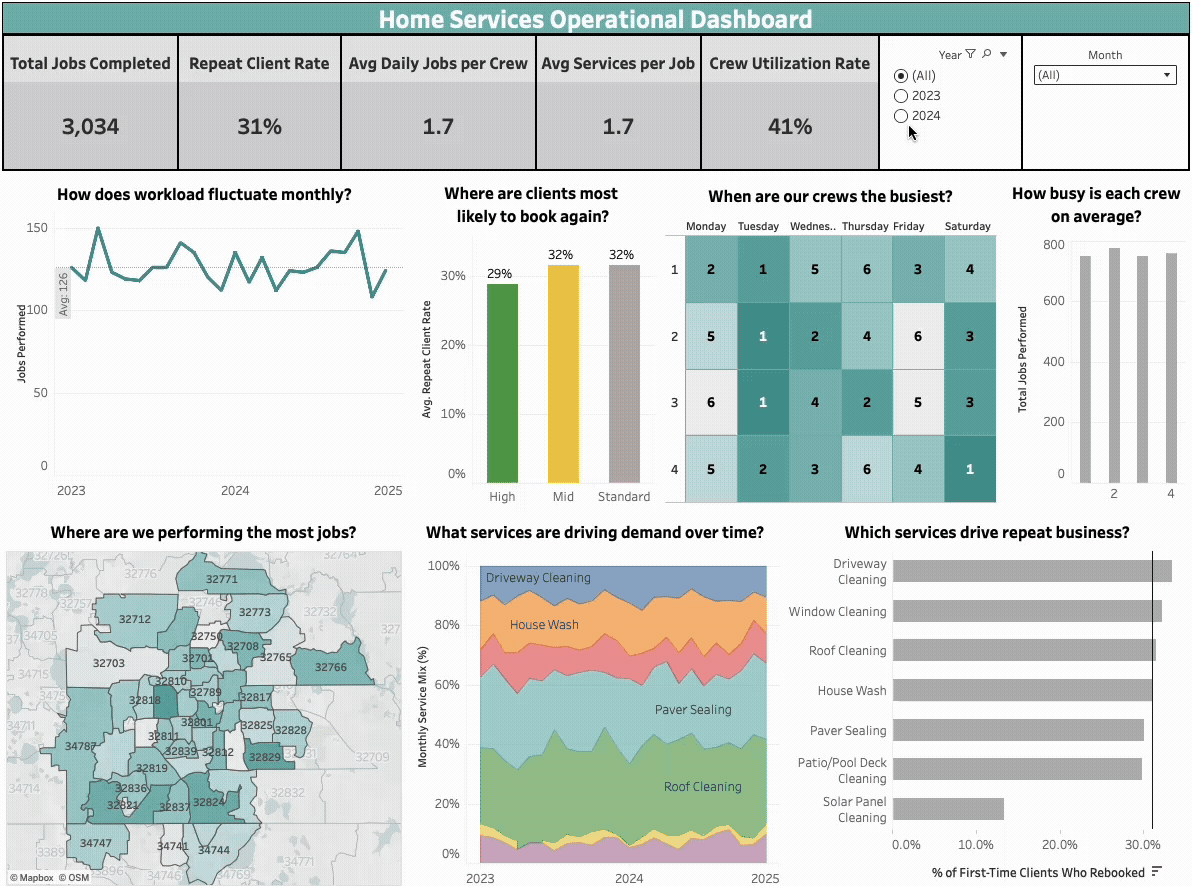 Home Services Operational Dashboard
Total Jobs Completed
Repeat Client Rate
Avg Daily Jobs per Crew
Avg Services per Job
Crew Utilization Rate
3,034
31%
1.7
1.7
41%
Year
(All)
2023
2024
Month
(All)
How does workload fluctuate monthly?
150
100
50
0
Jobs Performed
Avg: 126
2023
2024
2025
Where are clients most
likely to book again?
30%
20%
10%
0%
Avg. Repeat Client Rate
29%
32%
32%
High
Mid
Standard
When are our crews the busiest?
Monday Tuesday Wednes.. Thursday Friday Saturday
1 2 1 5 6 3 4
2 5 1 2 4 6 3
3 6 1 4 2 5 3
4 5 2 3 6 4 1
How busy is each crew
on average?
800
600
400
200
0
Total Jobs Performed
2
4
Where are we performing the most jobs?
32776
32771
32778
32757
32746
32773
32732
32712
34705
32750
32703
32701
32708
32765
32766
34715
32810
32789
32818
32817
34711
32801
32825
32828
34787
32811
32839
32812
32829
32709
32819
34714
32836
32821
32837
32824
32832
34747
34741
34744
34746
34769
34771
© Mapbox © OSM
What services are driving demand over time?
100%
80%
60%
40%
20%
0%
Monthly Service Mix (%)
Driveway Cleaning
House Wash
Paver Sealing
Roof Cleaning
2023
2024
2025
Which services drive repeat business?
Driveway
Cleaning
Window Cleaning
Roof Cleaning
House Wash
Paver Sealing
Patio/Pool Deck
Cleaning
Solar Panel
Cleaning
0.0%
10.0%
20.0%
30.0%
% of First-Time Clients Who Rebooked